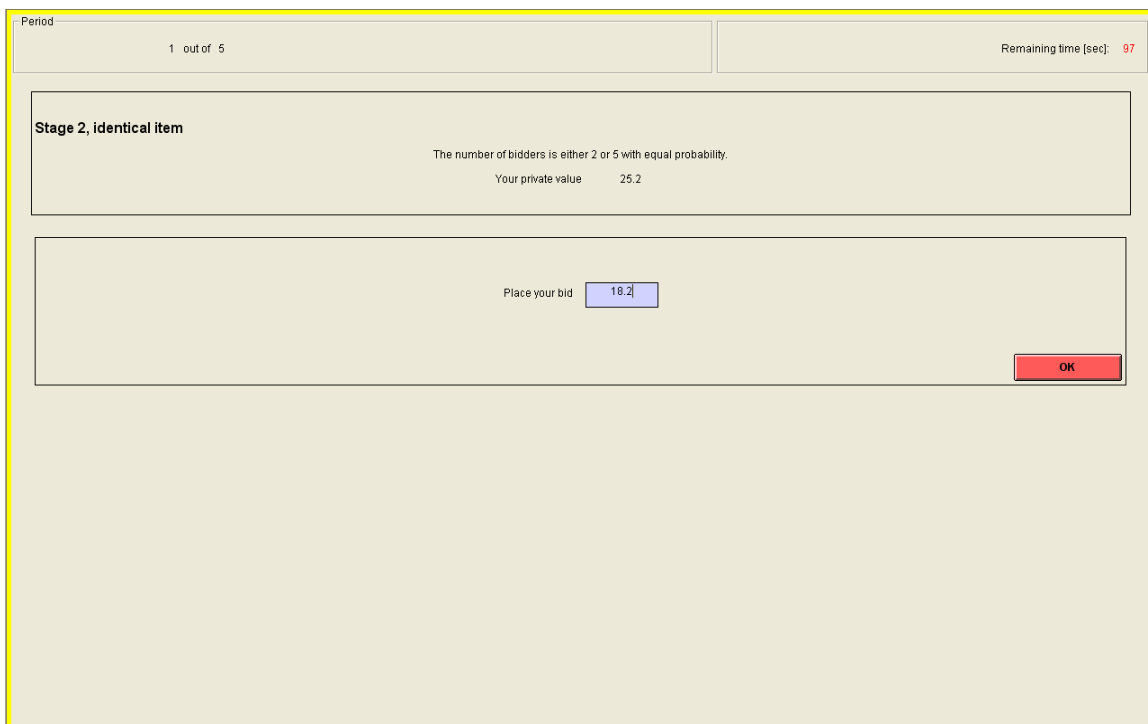 Period
1 out of 5
Remaining time [sec]: 97
Stage 2, identical item
The number of bidders is either 2 or 5 with equal probability.
Your private value 25.2
Place your bid 18.2
OK